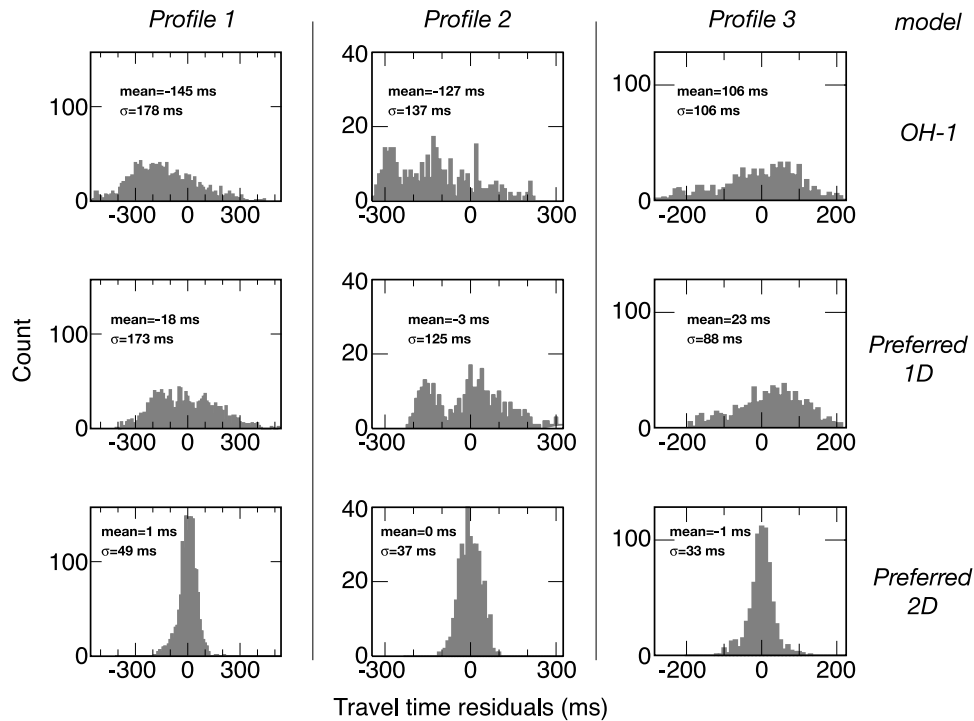 Profile 1
Profile 2
Profile 3
model
mean=-145 ms
σ=178 ms
100
0
-300 0 300
mean=-127 ms
σ=137 ms
40
20
0
-300 0 300
mean=106 ms
σ=106 ms
100
0
-200 0 200
OH-1
Count
mean=-18 ms
σ=173 ms
100
0
-300 0 300
mean=-3 ms
σ=125 ms
40
20
0
-300 0 300
mean=23 ms
σ=88 ms
100
0
-200 0 200
Preferred
1D
mean=1 ms
σ=49 ms
100
0
-300 0 300
mean=0 ms
σ=37 ms
40
20
0
-300 0 300
mean=-1 ms
σ=33 ms
100
0
-200 0 200
Preferred
2D
Travel time residuals (ms)